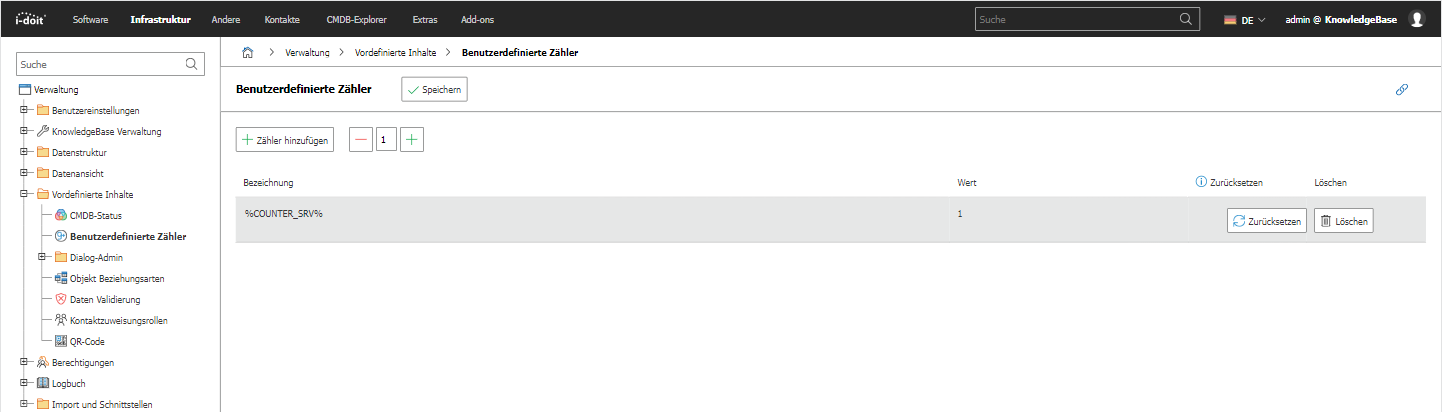 i-doit
Software Infrastruktur Andere Kontakte CMDB-Explorer Extras Add-ons Suche DE admin @ KnowledgeBase
Suche
Verwaltung
Benutzereinstellungen
KnowledgeBase Verwaltung
Datenstruktur
Datenansicht
Vordefinierte Inhalte
CMDB-Status
Benutzerdefinierte Zähler
Dialog-Admin
Objekt Beziehungsarten
Daten Validierung
Kontaktzuweisungsrollen
QR-Code
Berechtigungen
Logbuch
Import und Schnittstellen
Verwaltung Vordefinierte Inhalte Benutzerdefinierte Zähler
Benutzerdefinierte Zähler Speichern
Zähler hinzufügen 1
Bezeichnung Wert Zurücksetzen Löschen
%COUNTER_SRV% 1 Zurücksetzen Löschen